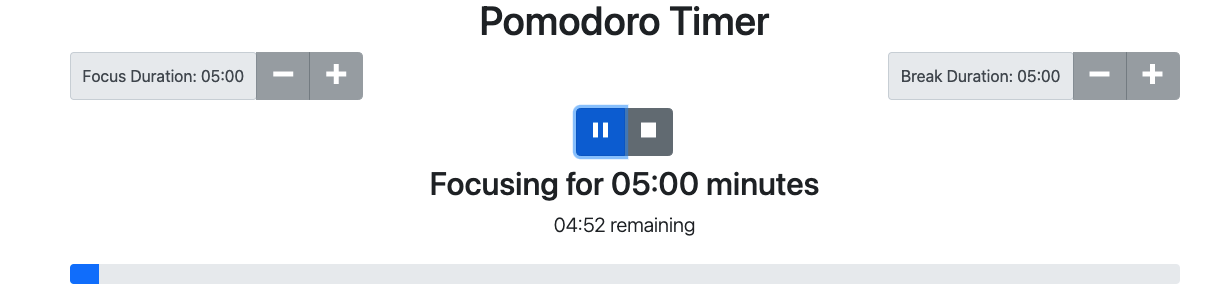 Pomodoro Timer
Focus Duration: 05:00
Break Duration: 05:00
Focusing for 05:00 minutes
04:52 remaining